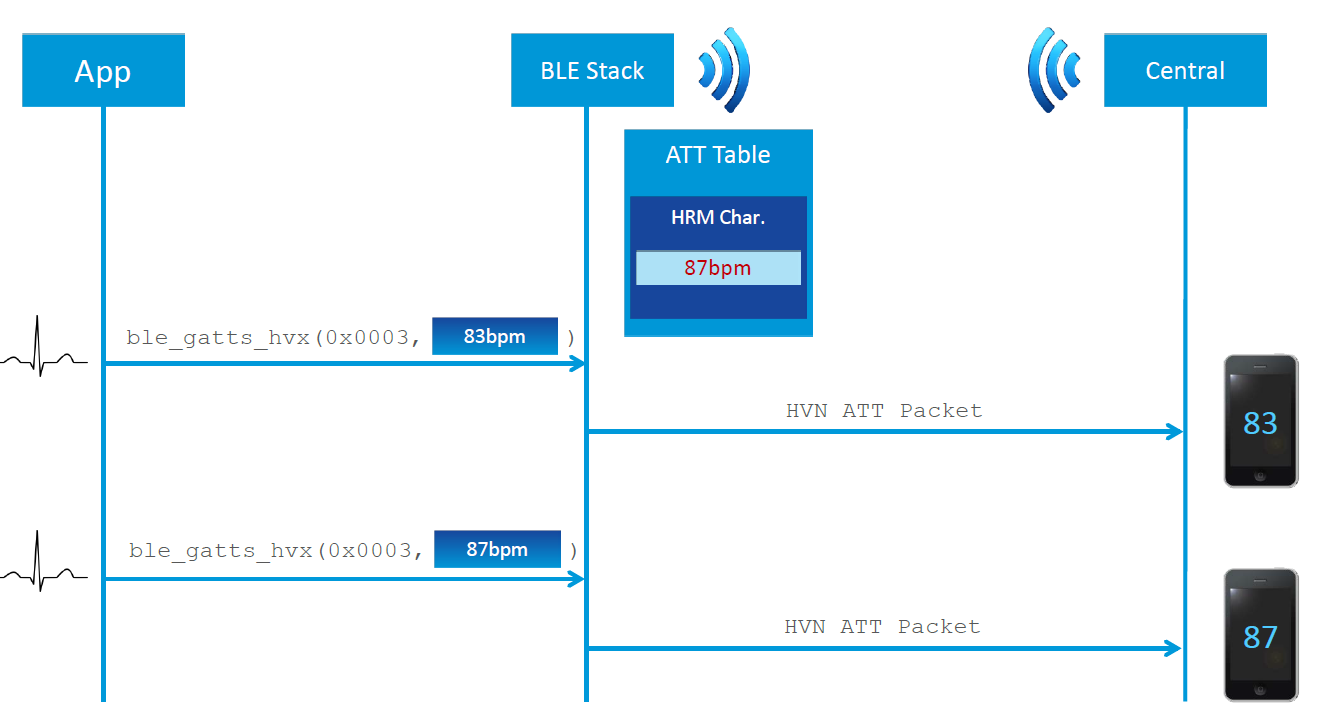 App
BLE Stack
Central
ATT Table
HRM Char.
87bpm
ble_gatts_hvx(0x0003, 83bpm )
HVN ATT Packet
83
ble_gatts_hvx(0x0003, 87bpm )
HVN ATT Packet
87